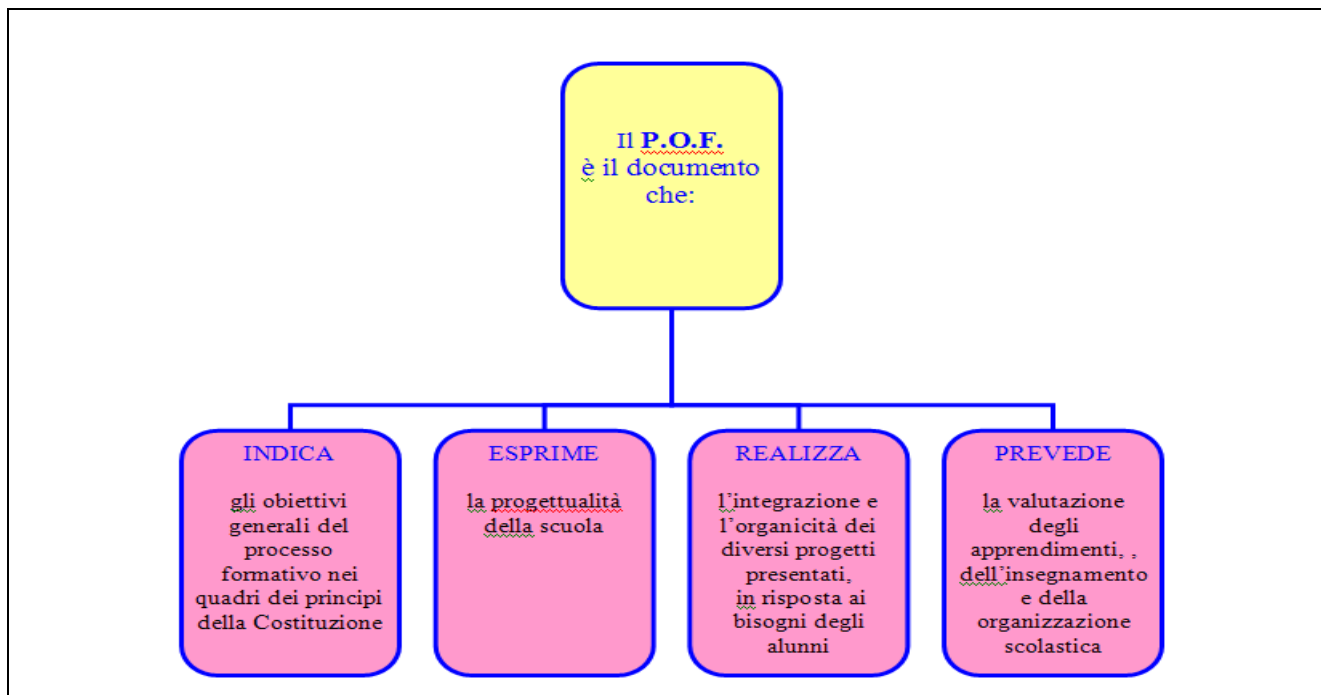 Il P.O.F.
è il documento
che:
INDICA
gli obiettivi
generali del
processo
formativo nei
quadri dei principi
della Costituzione
ESPRIME
la progettualità
della scuola
REALIZZA
l'integrazione e
l'organicità dei
diversi progetti
presentati,
in risposta ai
bisogni degli
alunni
PREVEDE
la valutazione
degli
apprendimenti, ,
dell'insegnamento
e della
organizzazione
scolastica